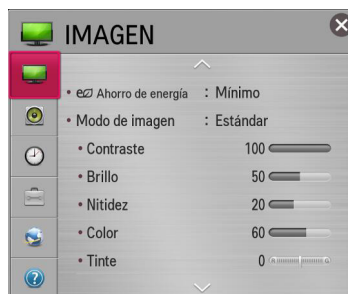 IMAGEN
• Ahorro de energía : Mínimo
• Modo de imagen : Estándar
• Contraste 100
• Brillo 50
• Nitidez 20
• Color 60
• Tinte 0 R G
?